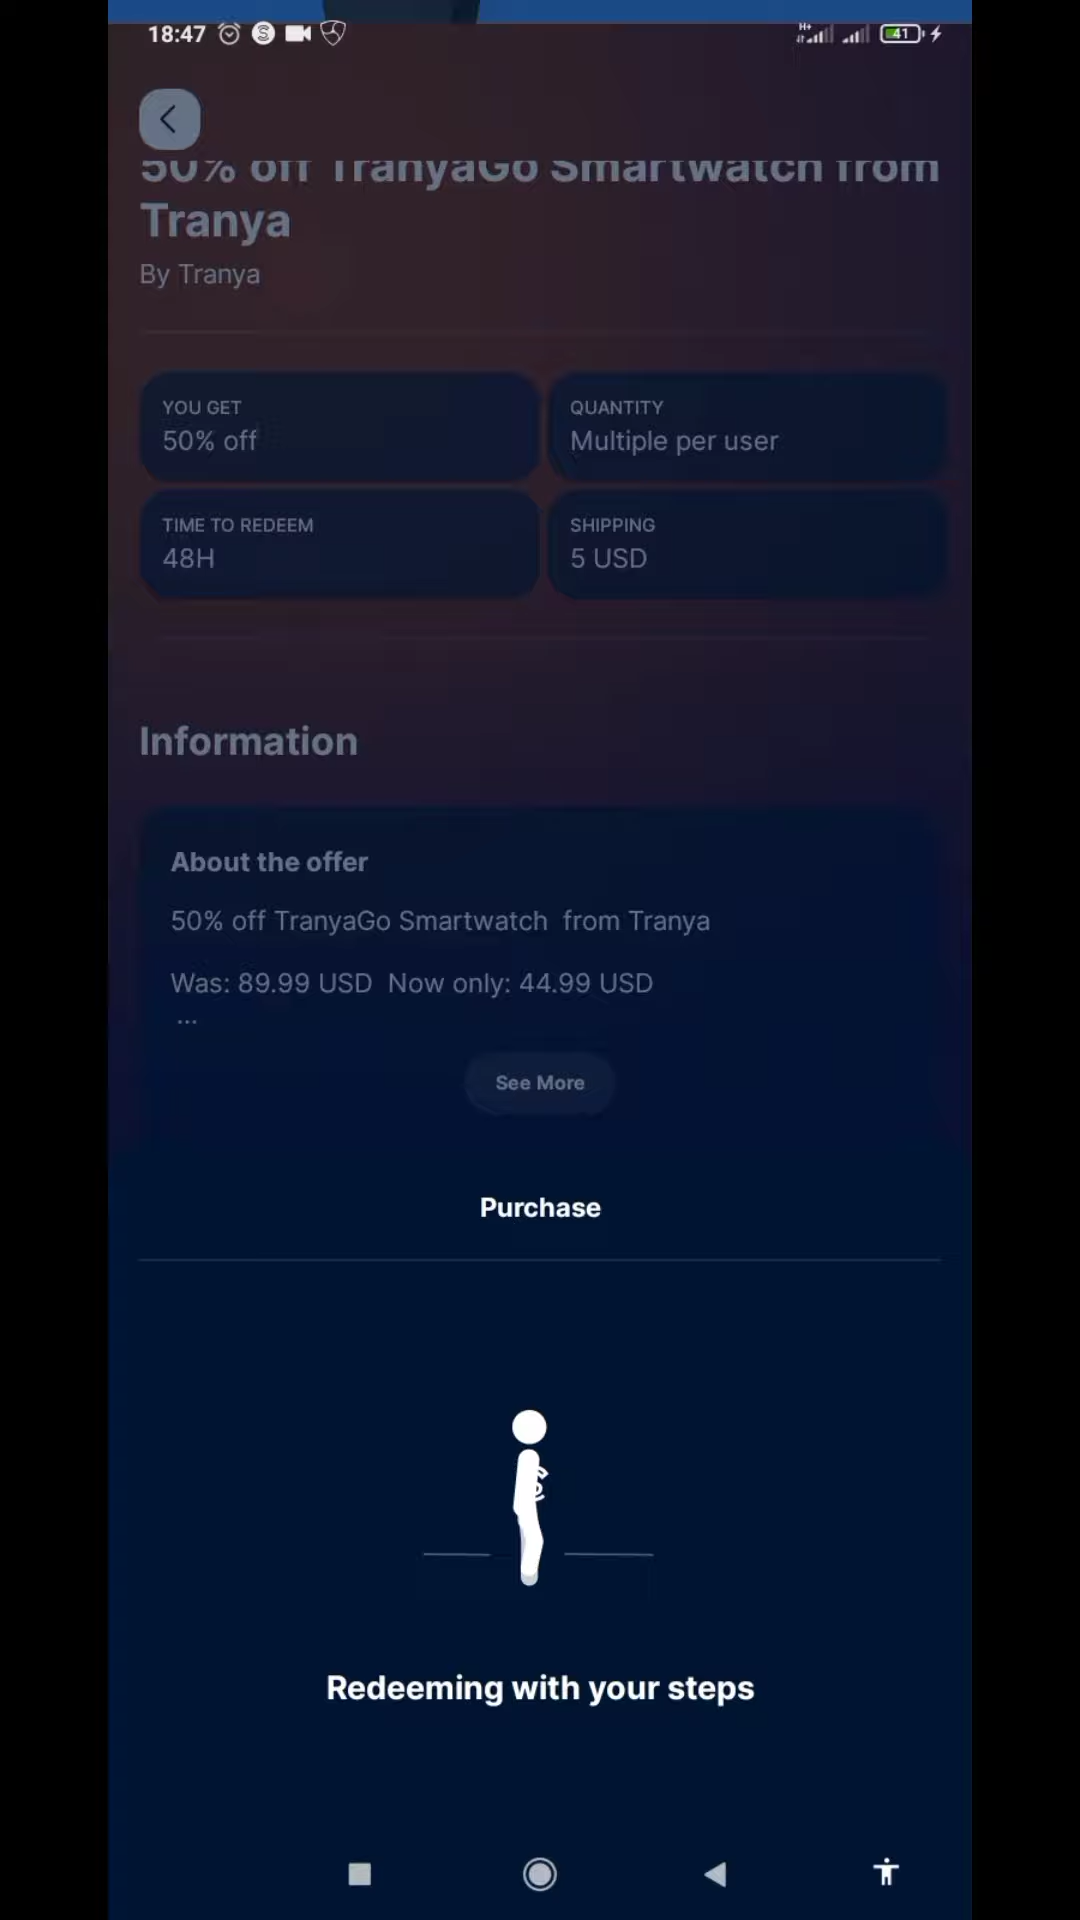 18:47
H+
41
50% off TranyaGo Smartwatch from
Tranya
By Tranya
YOU GET
50% off
QUANTITY
Multiple per user
TIME TO REDEEM
48H
SHIPPING
5 USD
Information
About the offer
50% off TranyaGo Smartwatch from Tranya
Was: 89.99 USD Now only: 44.99 USD
...
See More
Purchase
Redeeming with your steps